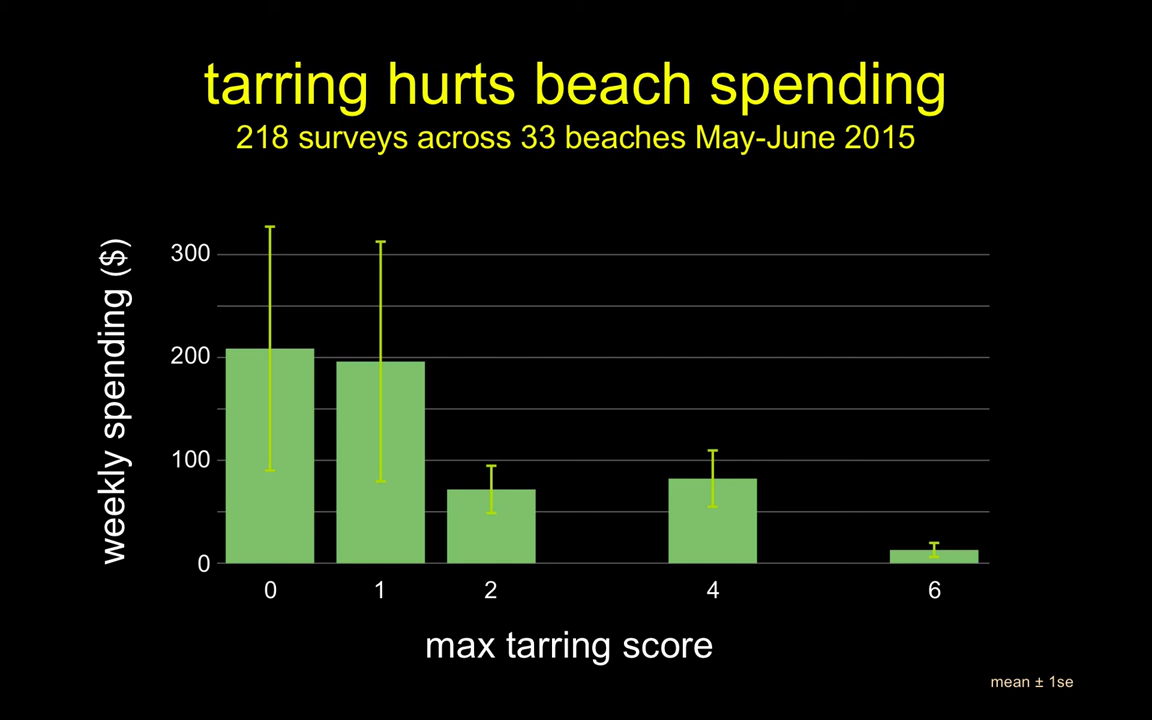 tarring hurts beach spending
218 surveys across 33 beaches May-June 2015
weekly spending ($)
300
200
100
0
0 1 2 4 6
max tarring score
mean ± 1se